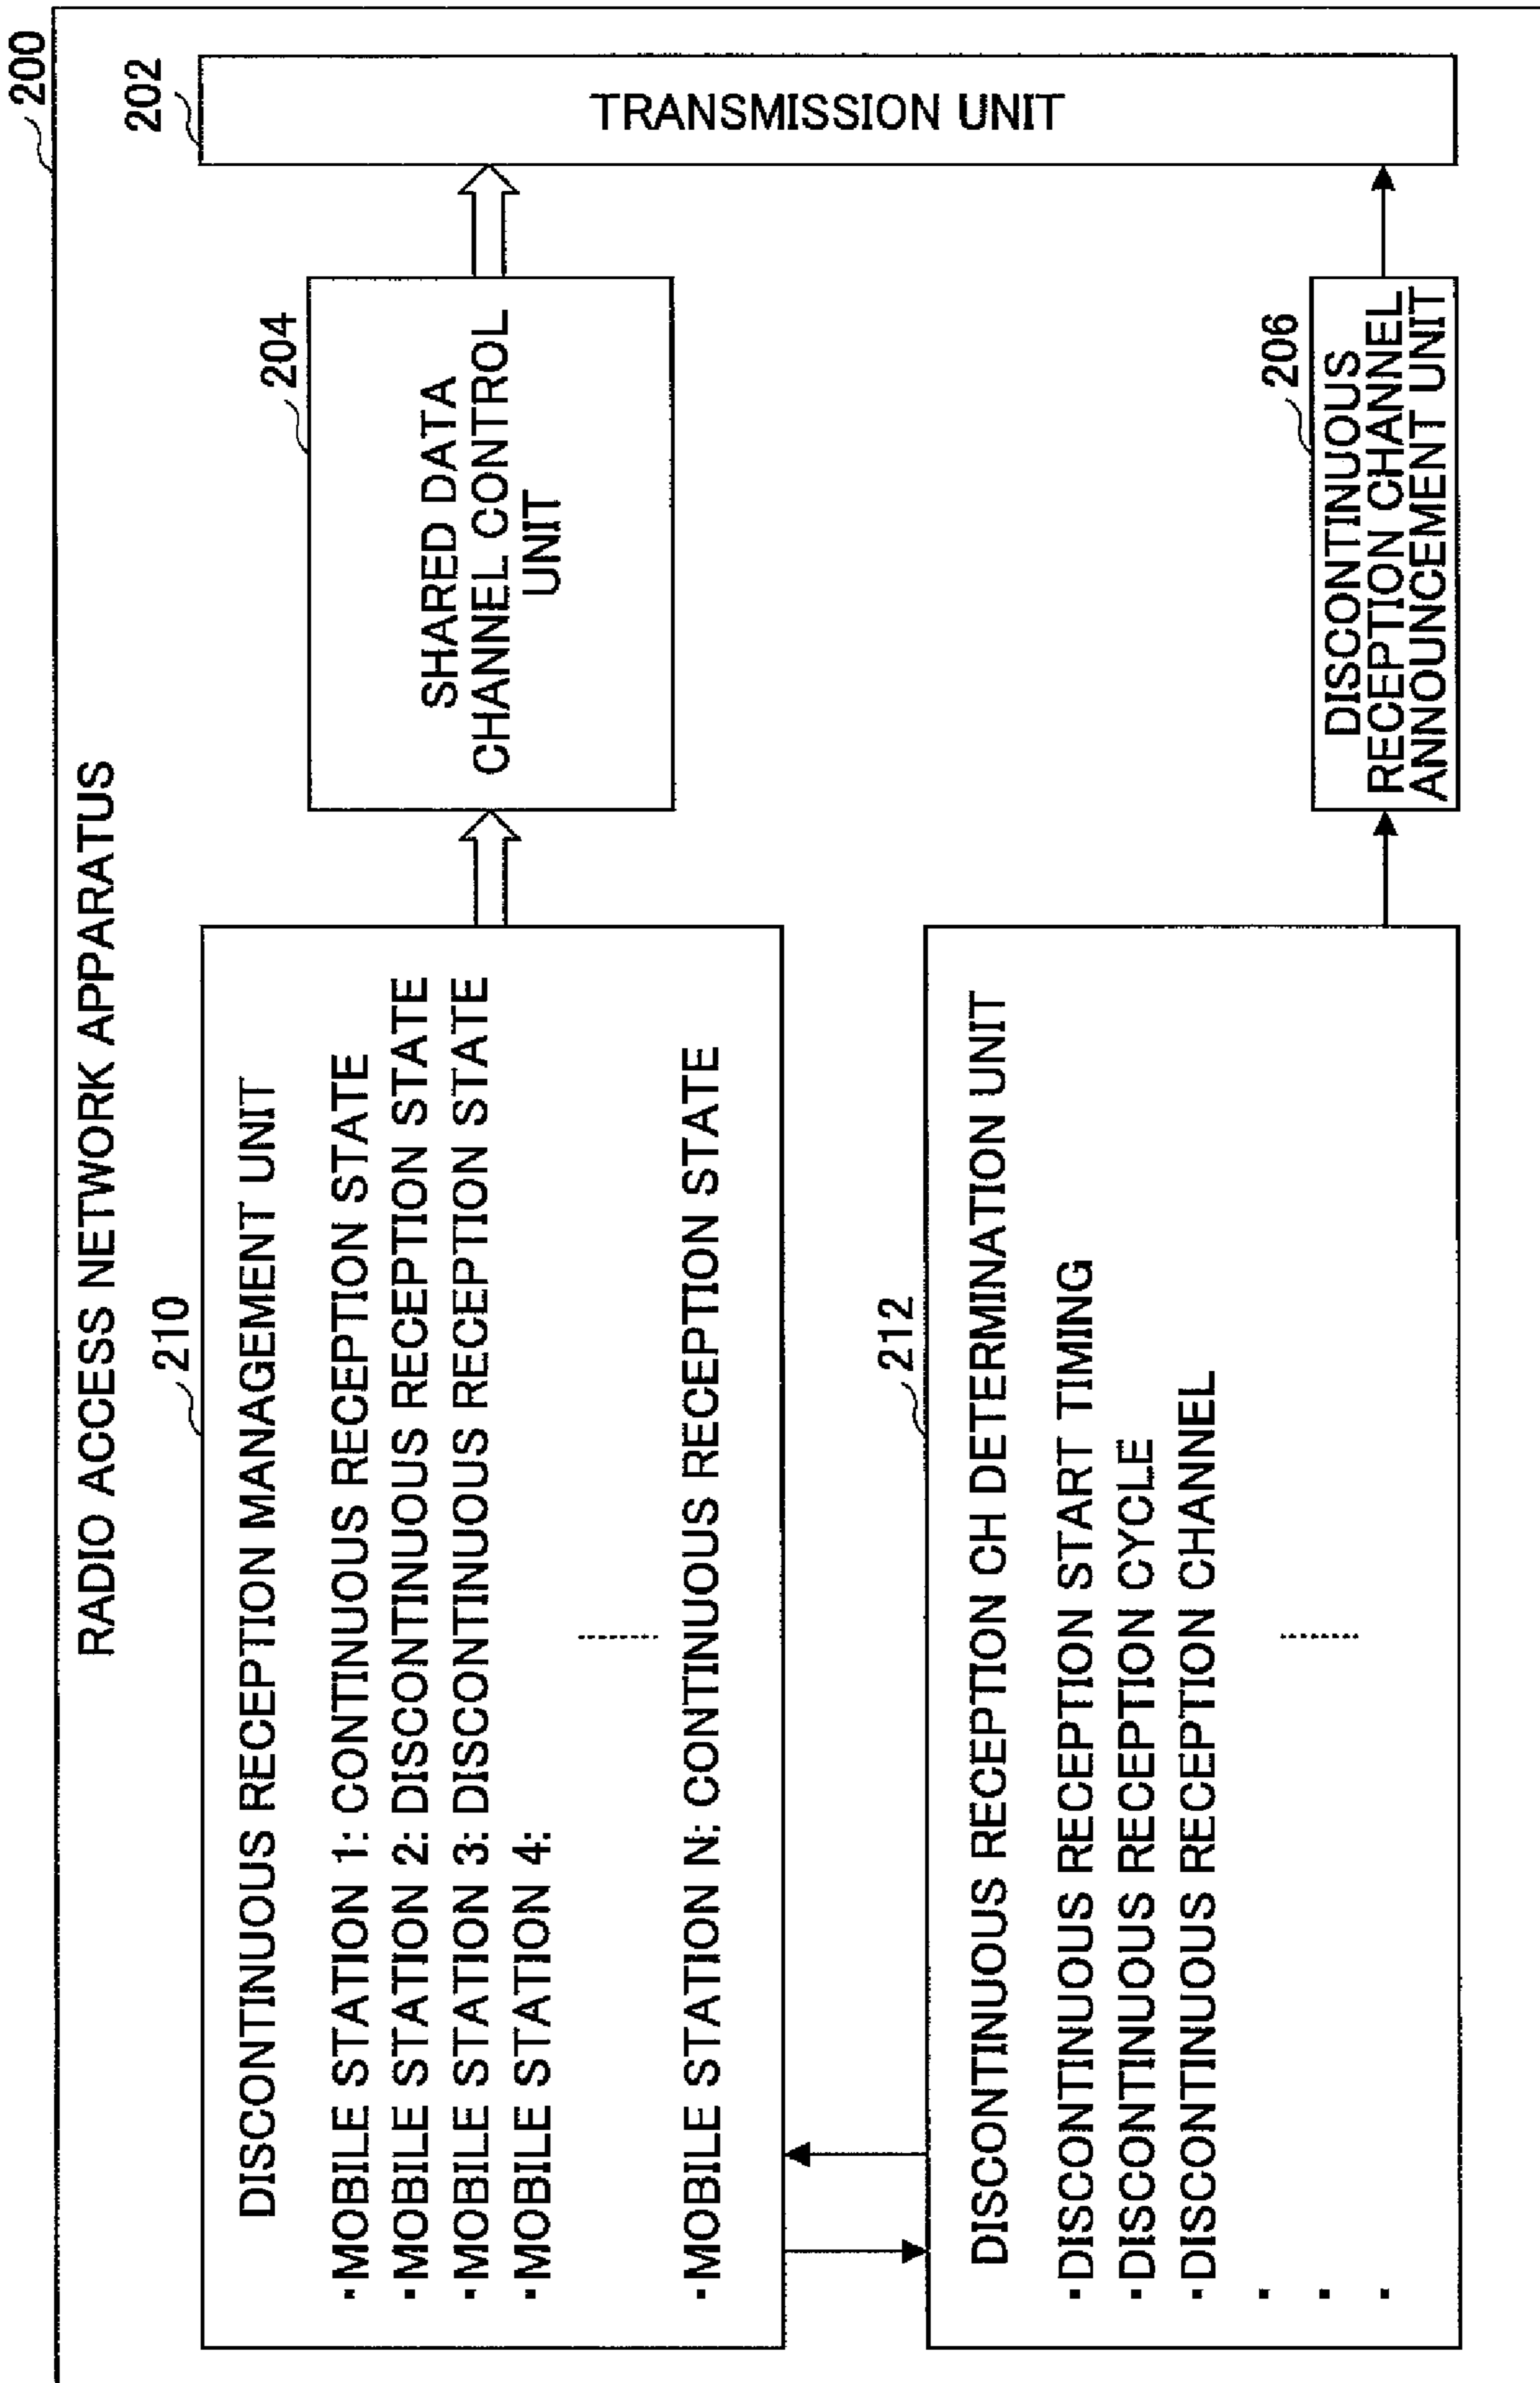 RADIO ACCESS NETWORK APPARATUS
200
210
DISCONTINUOUS RECEPTION MANAGEMENT UNIT
・MOBILE STATION 1: CONTINUOUS RECEPTION STATE
・MOBILE STATION 2: DISCONTINUOUS RECEPTION STATE
・MOBILE STATION 3: DISCONTINUOUS RECEPTION STATE
・MOBILE STATION 4:
・MOBILE STATION N: CONTINUOUS RECEPTION STATE
204
SHARED DATA
CHANNEL CONTROL
UNIT
202
TRANSMISSION UNIT
212
DISCONTINUOUS RECEPTION CH DETERMINATION UNIT
・DISCONTINUOUS RECEPTION START TIMING
・DISCONTINUOUS RECEPTION CYCLE
・DISCONTINUOUS RECEPTION CHANNEL
206
DISCONTINUOUS
RECEPTION CHANNEL
ANNOUNCEMENT UNIT